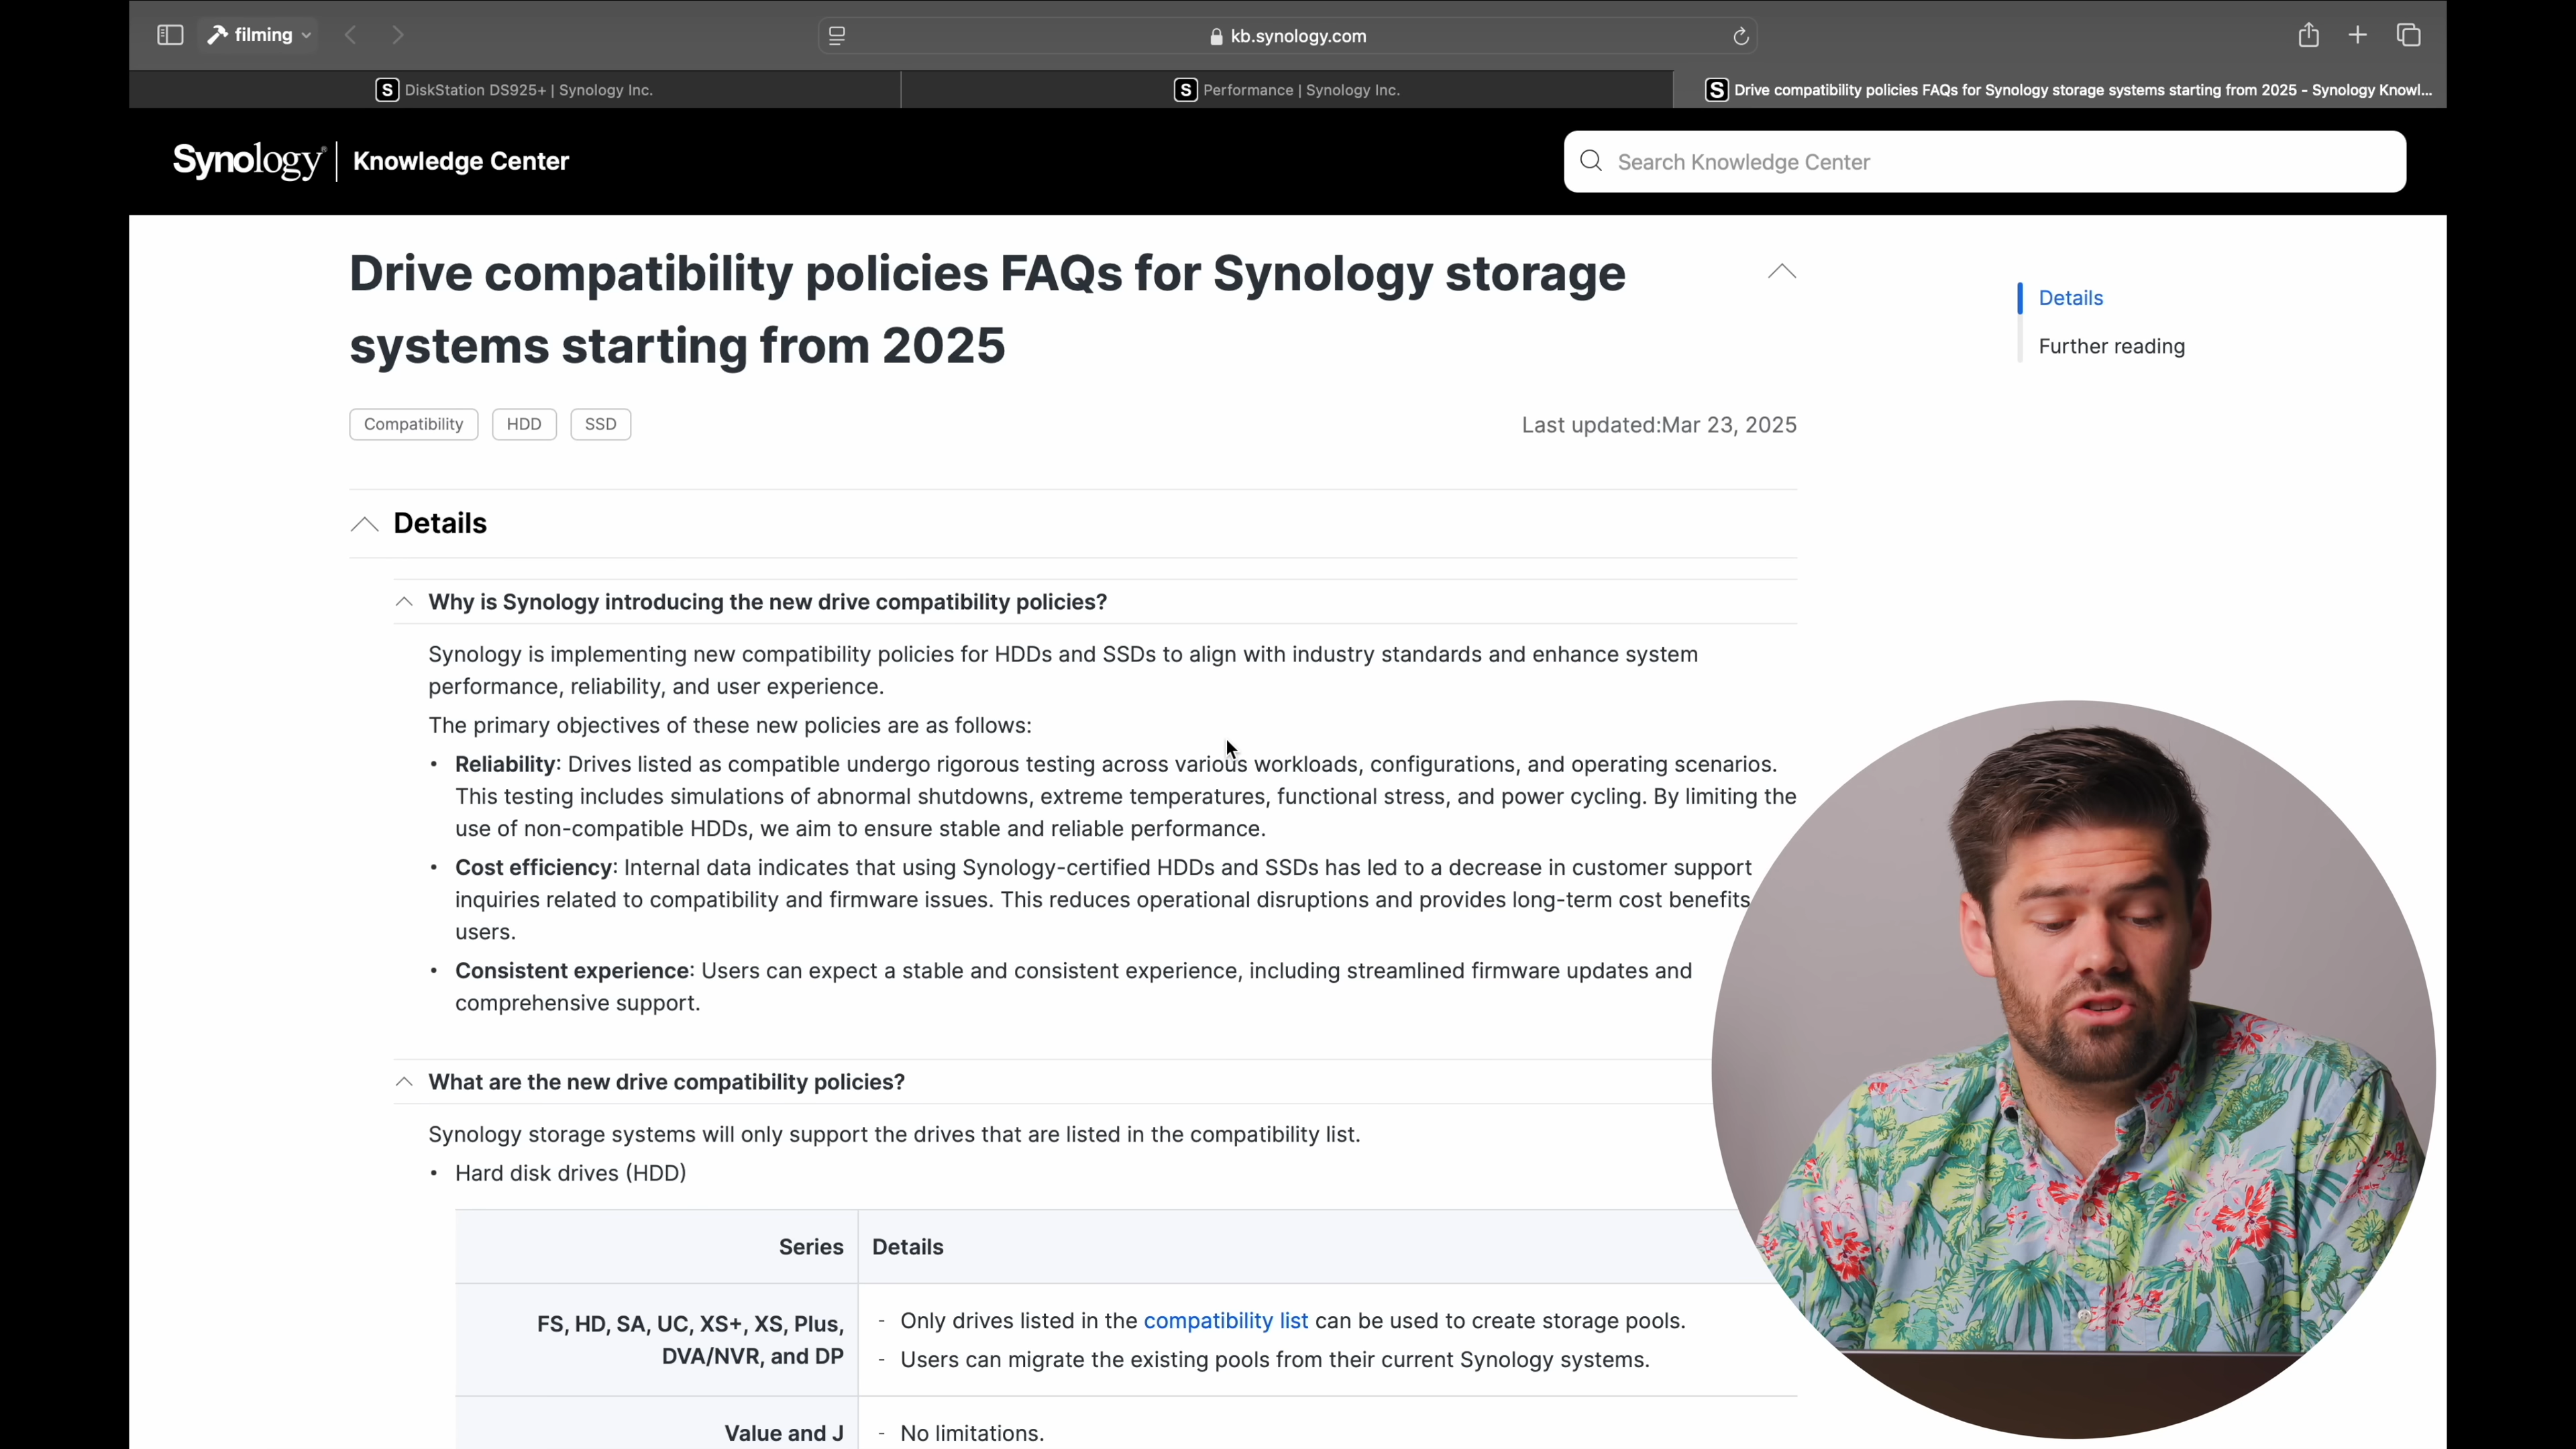 filming
kb.synology.com
DiskStation DS925+ | Synology Inc.
Performance | Synology Inc.
Drive compatibility policies FAQs for Synology storage systems starting from 2025 - Synology Knowl...
Synology
Knowledge Center
Search Knowledge Center
Drive compatibility policies FAQs for Synology storage
systems starting from 2025
Details
Further reading
Compatibility
HDD
SSD
Last updated:Mar 23, 2025
Details
Why is Synology introducing the new drive compatibility policies?
Synology is implementing new compatibility policies for HDDs and SSDs to align with industry standards and enhance system
performance, reliability, and user experience.
The primary objectives of these new policies are as follows:
• Reliability: Drives listed as compatible undergo rigorous testing across various workloads, configurations, and operating scenarios.
This testing includes simulations of abnormal shutdowns, extreme temperatures, functional stress, and power cycling. By limiting the
use of non-compatible HDDs, we aim to ensure stable and reliable performance.
• Cost efficiency: Internal data indicates that using Synology-certified HDDs and SSDs has led to a decrease in customer support
inquiries related to compatibility and firmware issues. This reduces operational disruptions and provides long-term cost benefits
users.
• Consistent experience: Users can expect a stable and consistent experience, including streamlined firmware updates and
comprehensive support.
What are the new drive compatibility policies?
Synology storage systems will only support the drives that are listed in the compatibility list.
• Hard disk drives (HDD)
Series
Details
FS, HD, SA, UC, XS+, XS, Plus,
DVA/NVR, and DP
- Only drives listed in the compatibility list can be used to create storage pools.
- Users can migrate the existing pools from their current Synology systems.
Value and J
- No limitations.